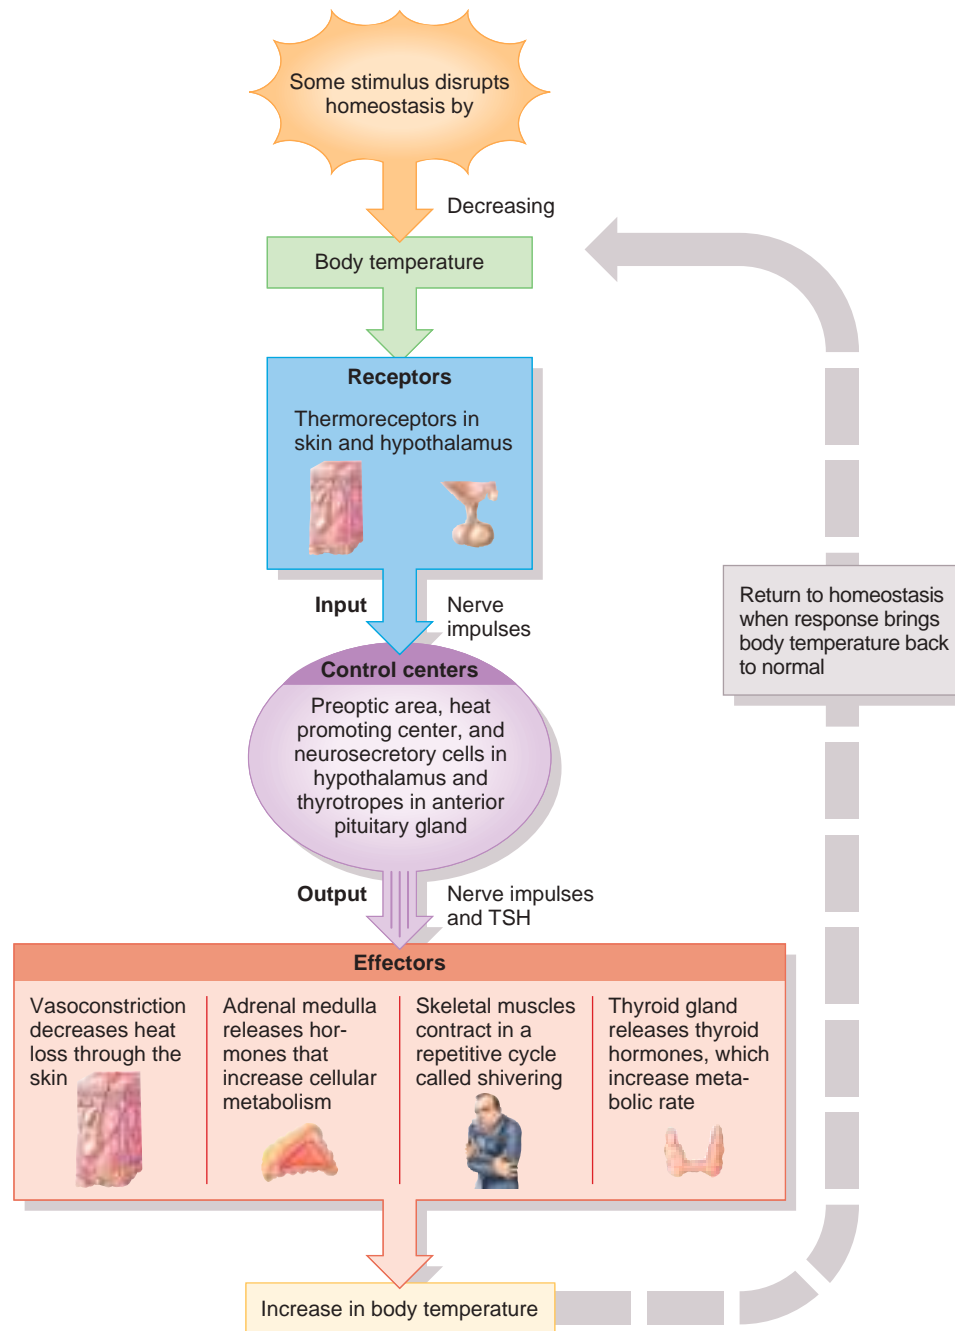 Some stimulus disrupts
homeostasis by
Decreasing
Body temperature
Receptors
Thermoreceptors in
skin and hypothalamus
Input
Nerve
impulses
Return to homeostasis
when response brings
body temperature back
to normal
Control centers
Preoptic area, heat
promoting center, and
neurosecretory cells in
hypothalamus and
thyrotropes in anterior
pituitary gland
Output
Nerve impulses
and TSH
Effectors
Vasoconstriction
decreases heat
loss through the
skin
Adrenal medulla
releases hor-
mones that
increase cellular
metabolism
Skeletal muscles
contract in a
repetitive cycle
called shivering
Thyroid gland
releases thyroid
hormones, which
increase meta-
bolic rate
Increase in body temperature